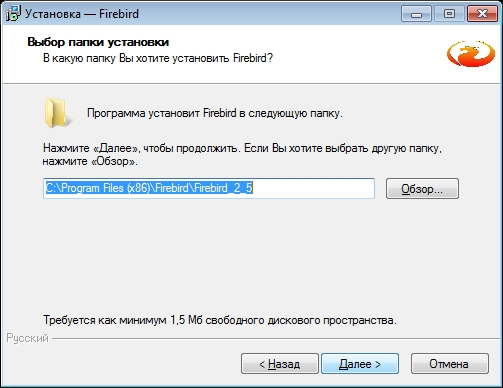 Установка — Firebird
Выбор папки установки
В какую папку Вы хотите установить Firebird?
Программа установит Firebird в следующую папку.
Нажмите «Далее», чтобы продолжить. Если Вы хотите выбрать другую папку,
нажмите «Обзор».
C:\Program Files (x86)\Firebird\Firebird_2_5
Обзор...
Требуется как минимум 1,5 Мб свободного дискового пространства.
Русский
< Назад
Далее >
Отмена